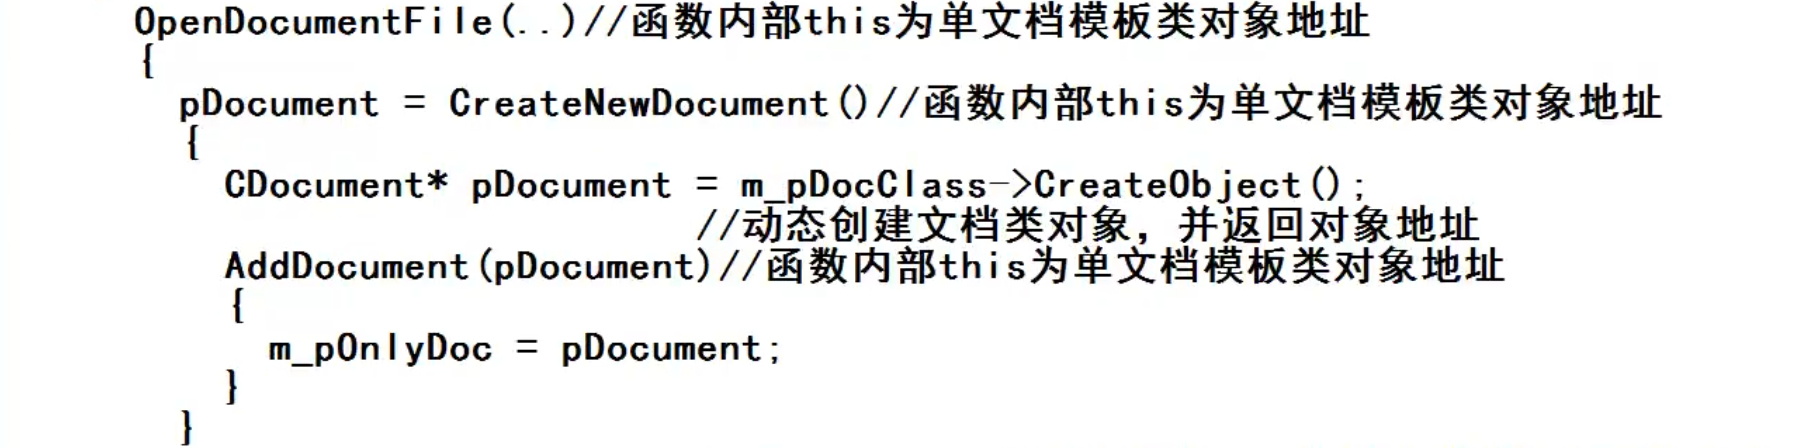 OpenDocumentFile(..)//函数内部this为单文档模板类对象地址
{
pDocument = CreateNewDocument()//函数内部this为单文档模板类对象地址
{
CDocument* pDocument = m_pDocClass->CreateObject();
//动态创建文档类对象，并返回对象地址
AddDocument(pDocument)//函数内部this为单文档模板类对象地址
{
m_pOnlyDoc = pDocument;
}
}